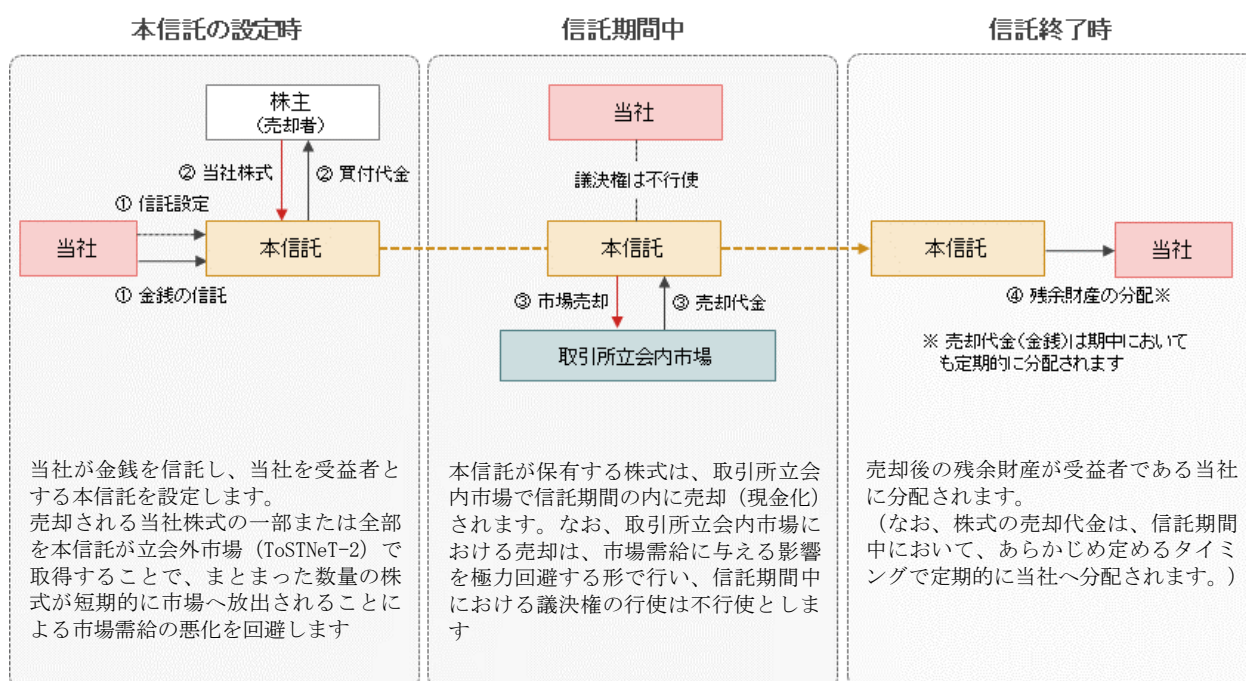 本信託の設定時
株主
(売却者)
② 当社株式
② 買付代金
① 信託設定
当社
本信託
① 金銭の信託
当社が金銭を信託し、当社を受益者と
する本信託を設定します。
売却される当社株式の一部または全部
を本信託が立会外市場（ToSTNeT-2）で
取得することで、まとまった数量の株
式が短期的に市場へ放出されることに
よる市場需給の悪化を回避します
信託期間中
当社
議決権は不行使
本信託
③ 市場売却
③ 売却代金
取引所立会内市場
本信託が保有する株式は、取引所立会
内市場で信託期間の内に売却（現金化）
されます。なお、取引所立会内市場に
おける売却は、市場需給に与える影響
を極力回避する形で行い、信託期間中
における議決権の行使は不行使としま
す
信託終了時
本信託
当社
④ 残余財産の分配※
※ 売却代金(金銭)は期中において
も定期的に分配されます
売却後の残余財産が受益者である当社
に分配されます。
（なお、株式の売却代金は、信託期間
中において、あらかじめ定めるタイミ
ングで定期的に当社へ分配されます。）